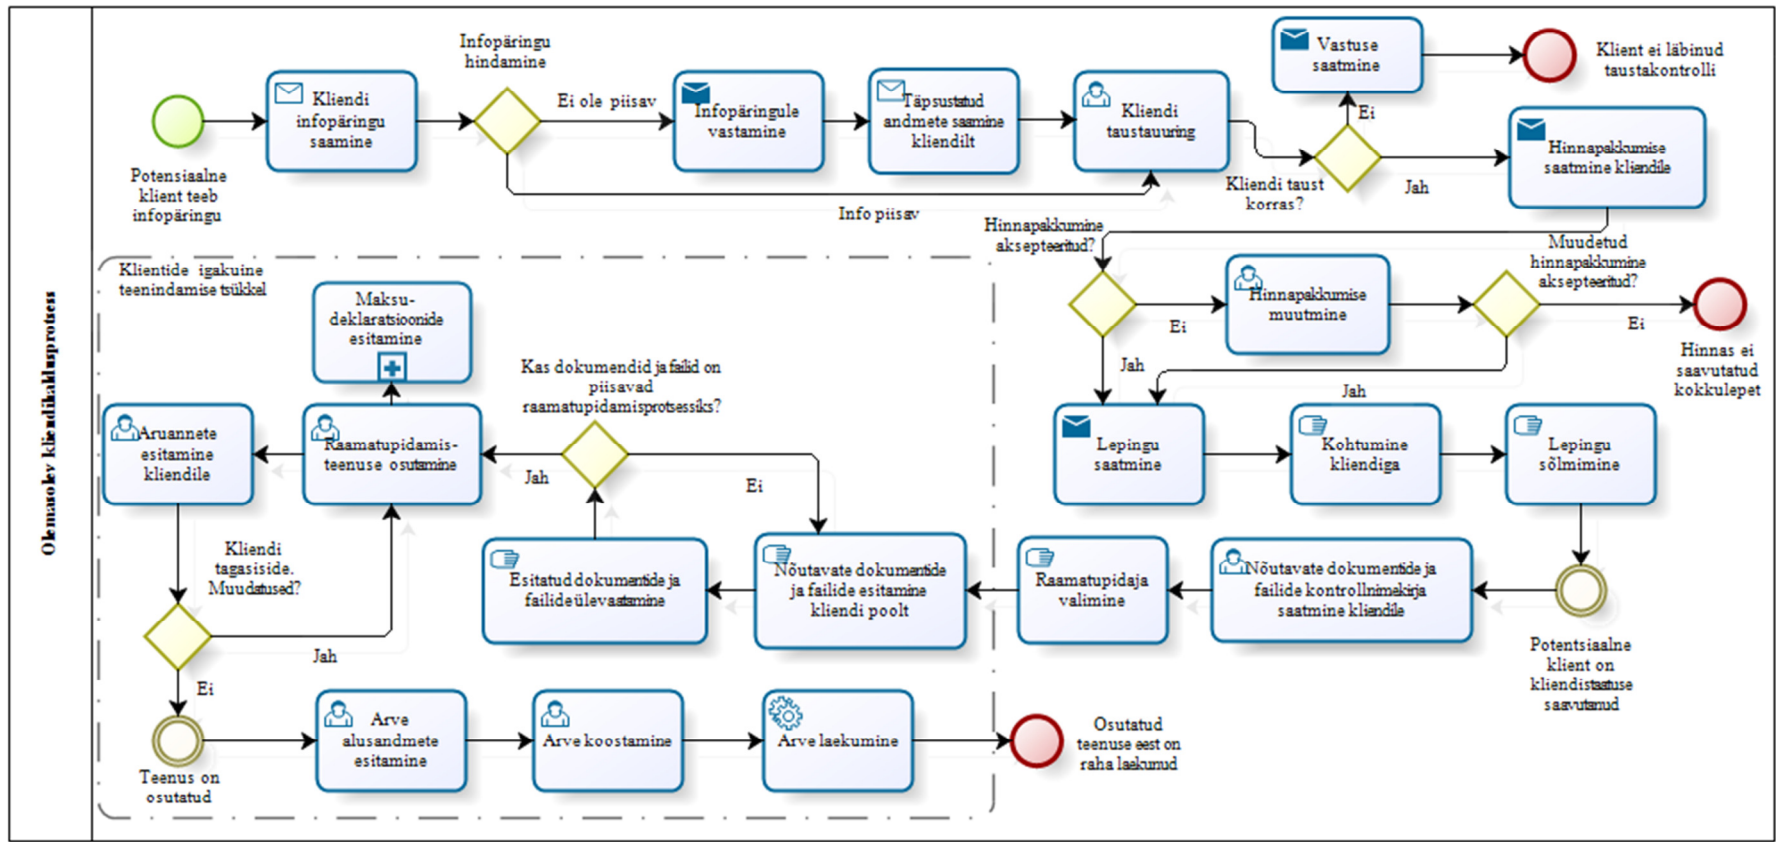 Olemasolev kliendihaldusprotsess
Infopäringu
hindamine
Vastuse
saatmine
Klient ei läbinud
taustakontrolli
Kliendi
infopäringu
saamine
Ei ole piisav
Infopäringule
vastamine
Täpsustatud
andmete saamine
kliendilt
Kliendi
taustauuring
Ei
Hinnapakkumise
saatmine kliendile
Potensiaalne
klient teeb
infopäringu
Info piisav
Kliendi taust
korras?
Jah
Hinnapakkumine
aksepteeritud?
Muudetud
hinnapakkumine
aksepteeritud?
Klientide igakuine
teenindamise tsükkel
Maksu-
deklaratsioonide
esitamine
Hinnapakkumise
muutmine
Ei
Ei
Hinnas ei
saavutatud
kokkulepet
Kas dokumendid ja failid on
piisavad
raamatupidamisprotsessiks?
Jah
Jah
Aruannete
esitamine
kliendile
Raamatupidamis-
teenuse osutamine
Jah
Ei
Lepingu
saatmine
Kohtumine
kliendiga
Lepingu
sõlmimine
Kliendi
tagasiside.
Muudatused?
Esitatud dokumentide ja
failide ülevaatamine
Nõutavate dokumentide
ja failide esitamine
kliendi poolt
Raamatupidaja
valimine
Nõutavate dokumentide ja
failide kontrollnimekirja
saatmine kliendile
Jah
Ei
Potentsiaalne
klient on
kliendistaatuse
saavutanud
Arve
alusandmete
esitamine
Arve koostamine
Arve laekumine
Osutatud
teenuse eest on
raha laekunud
Teenus on
osutatud